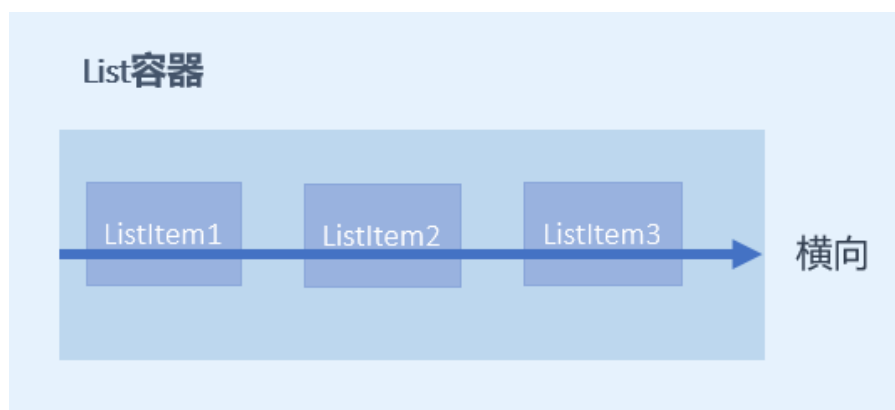 List容器
ListItem1
ListItem2
ListItem3
横向